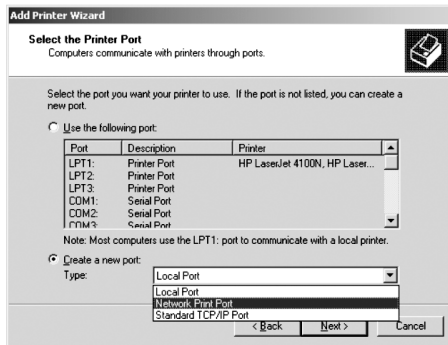 Add Printer Wizard
Select the Printer Port
Computers communicate with printers through ports.
Select the port you want your printer to use. If the port is not listed, you can create a
new port.
Use the following port:
Port Description Printer
LPT1: Printer Port HP LaserJet 4100N, HP Laser...
LPT2: Printer Port
LPT3: Printer Port
COM1: Serial Port
COM2: Serial Port
COM3: Serial Port
Note: Most computers use the LPT1: port to communicate with a local printer.
Create a new port:
Type: Local Port
Local Port
Network Print Port
Standard TCP/IP Port
< Back Next > Cancel